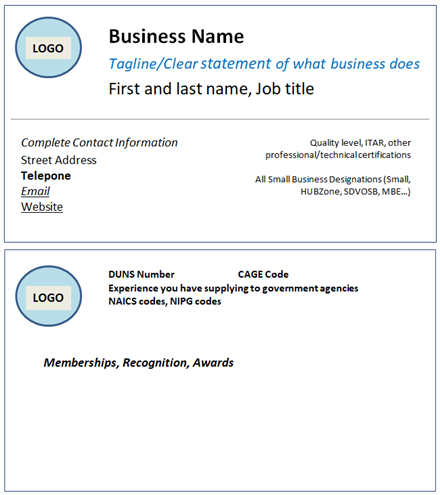 LOGO
Business Name
Tagline/Clear statement of what business does
First and last name, Job title
Complete Contact Information
Street Address
Telepone
Email
Website
Quality level, ITAR, other
professional/technical certifications
All Small Business Designations (Small,
HUBZone, SDVOSB, MBE...)
LOGO
DUNS Number CAGE Code
Experience you have supplying to government agencies
NAICS codes, NIPG codes
Memberships, Recognition, Awards